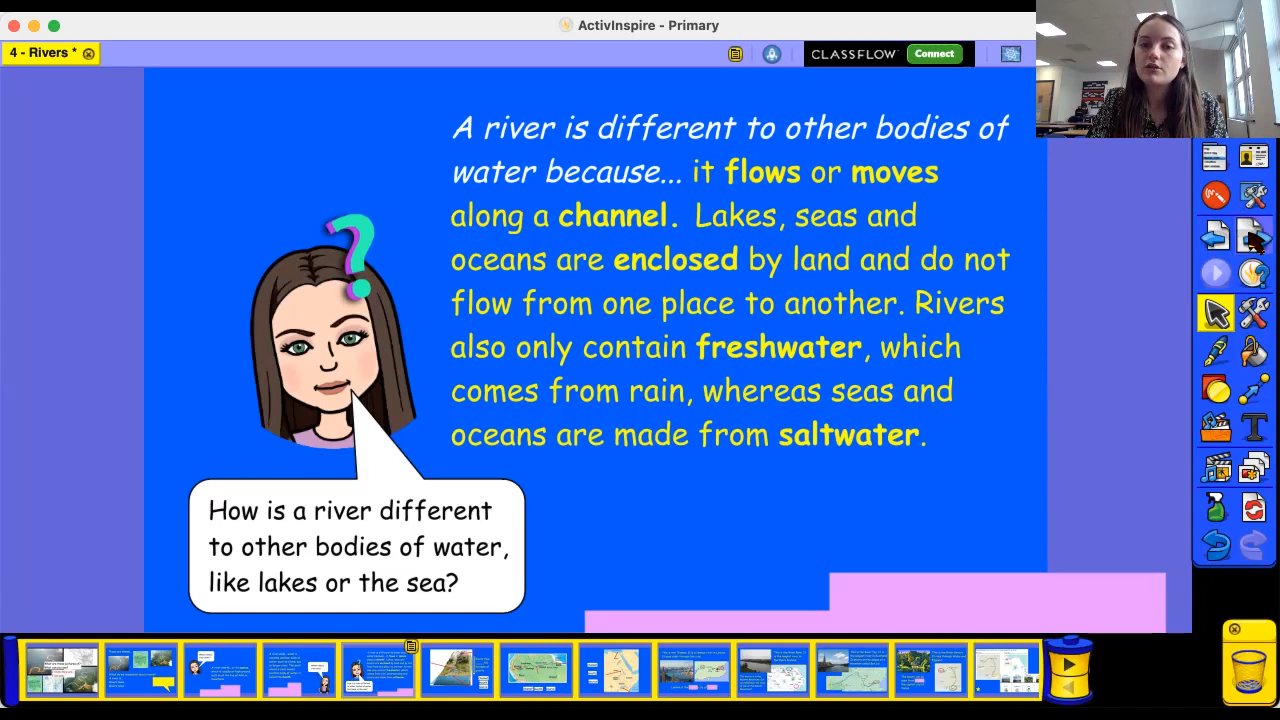 ActivInspire - Primary
4 - Rivers *
CLASSFLOW Connect
A river is different to other bodies of
water because... it flows or moves
along a channel. Lakes, seas and
oceans are enclosed by land and do not
flow from one place to another. Rivers
also only contain freshwater, which
comes from rain, whereas seas and
oceans are made from saltwater.
?
How is a river different
to other bodies of water,
like lakes or the sea?